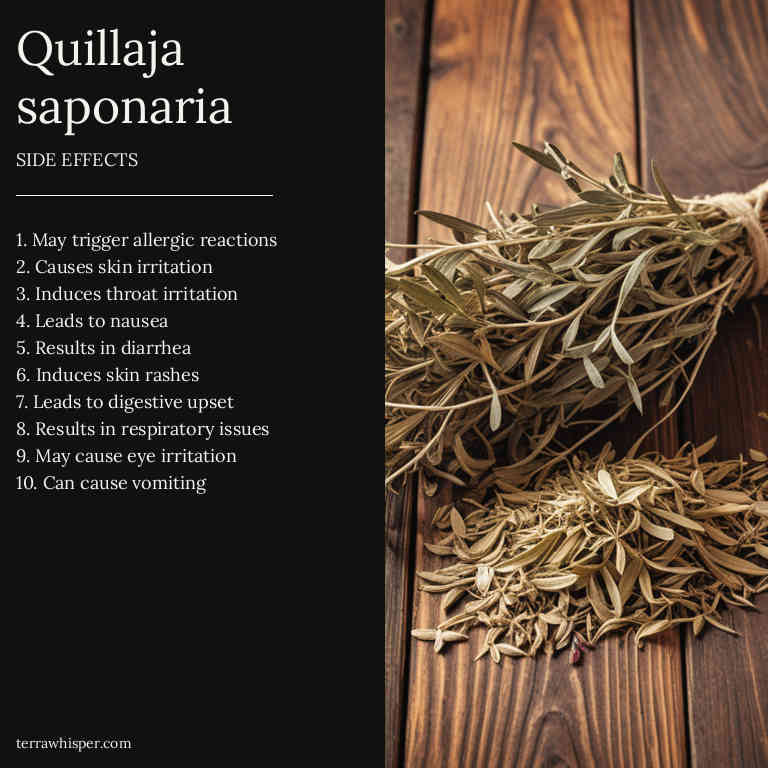 Quillaja
saponaria
SIDE EFFECTS
1. May trigger allergic reactions
2. Causes skin irritation
3. Induces throat irritation
4. Leads to nausea
5. Results in diarrhea
6. Induces skin rashes
7. Leads to digestive upset
8. Results in respiratory issues
9. May cause eye irritation
10. Can cause vomiting
terrawhisper.com